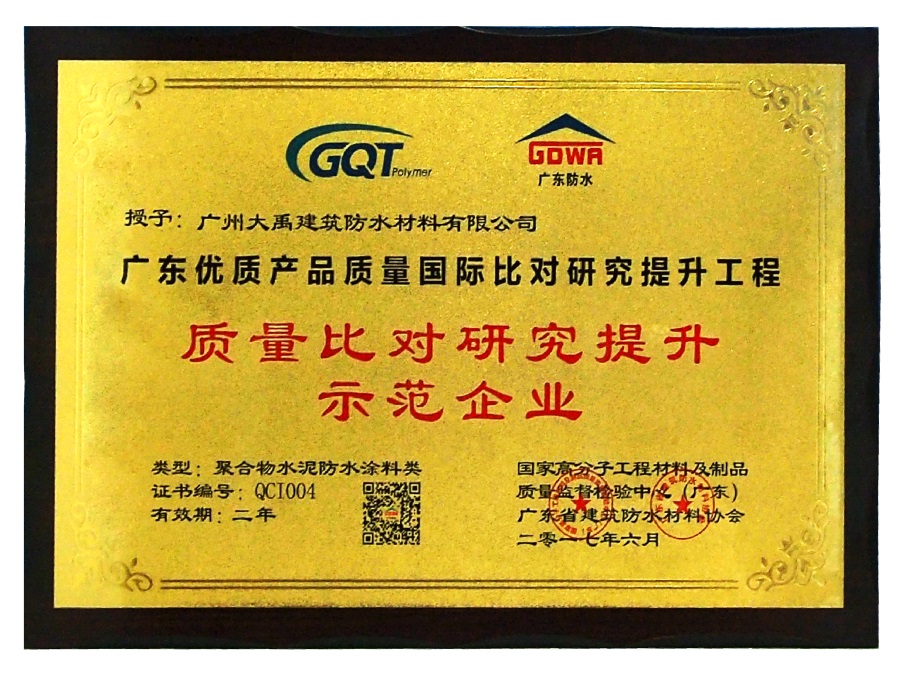 GQT Polymer
GDWA
广东防水
授予：广州大禹建筑防水材料有限公司
广东优质产品质量国际比对研究提升工程
质量比对研究提升
示范企业
类型：聚合物水泥防水涂料类
证书编号：QCI004
有效期：二年
国家高分子工程材料及制品
质量监督检验中心（广东）
广东省建筑防水材料协会
二零一七年六月